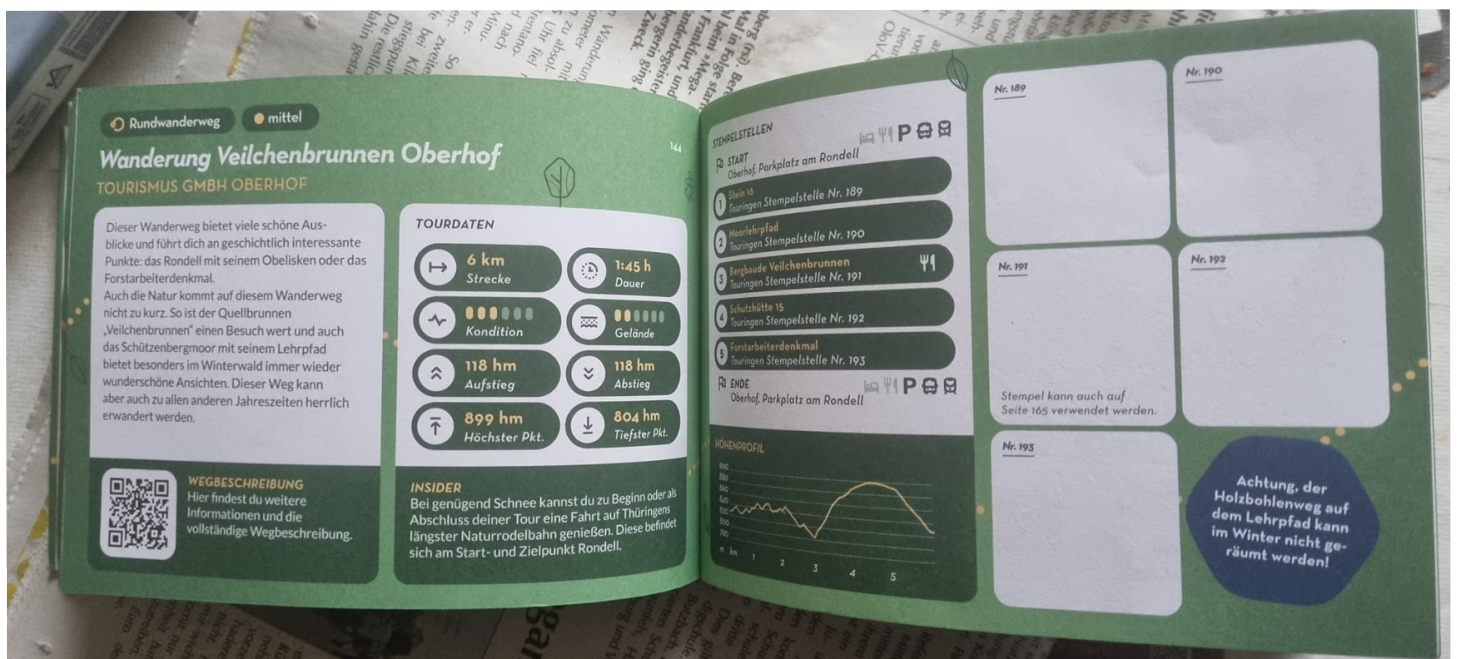 Rundwanderweg
mittel
Wanderung Veilchenbrunnen Oberhof
TOURISMUS GMBH OBERHOF
144
Dieser Wanderweg bietet viele schöne Aus-
blicke und führt dich an geschichtlich interessante
Punkte: das Rondell mit seinem Obelisken oder das
Forstarbeiterdenkmal.
Auch die Natur kommt auf diesem Wanderweg
nicht zu kurz. So ist der Quellbrunnen
„Veilchenbrunnen“ einen Besuch wert und auch
das Schützenbergmoor mit seinem Lehrpfad
bietet besonders im Winterwald immer wieder
wunderschöne Ansichten. Dieser Weg kann
aber auch zu allen anderen Jahreszeiten herrlich
erwandert werden.
WEGBESCHREIBUNG
Hier findest du weitere
Informationen und die
vollständige Wegbeschreibung.
TOURDATEN
6 km
Strecke
1:45 h
Dauer
Kondition
Gelände
118 hm
Aufstieg
118 hm
Abstieg
899 hm
Höchster Pkt.
804 hm
Tiefster Pkt.
INSIDER
Bei genügend Schnee kannst du zu Beginn oder als
Abschluss deiner Tour eine Fahrt auf Thüringens
längster Naturrodelbahn genießen. Diese befindet
sich am Start- und Zielpunkt Rondell.
STEMPELSTELLEN
P
START
Oberhof, Parkplatz am Rondell
1
Stein 16
Touringen Stempelstelle Nr. 189
2
Moorlehrpfad
Touringen Stempelstelle Nr. 190
3
Bergbaude Veilchenbrunnen
Touringen Stempelstelle Nr. 191
4
Schutzhütte 15
Touringen Stempelstelle Nr. 192
5
Forstarbeiterdenkmal
Touringen Stempelstelle Nr. 193
ENDE
P
Oberhof, Parkplatz am Rondell
HÖHENPROFIL
m km 1 2 3 4 5
Nr. 189
Nr. 190
Nr. 191
Stempel kann auch auf
Seite 165 verwendet werden.
Nr. 192
Nr. 193
Achtung, der
Holzbohlenweg auf
dem Lehrpfad kann
im Winter nicht ge-
räumt werden!